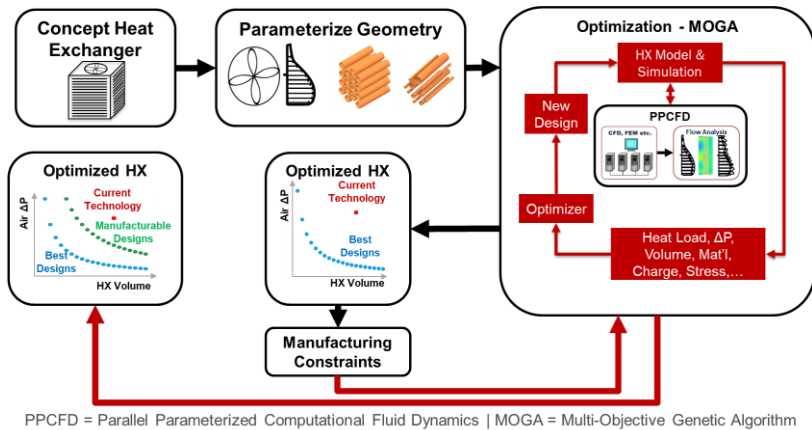 Concept Heat
Exchanger
Parameterize Geometry
Optimization - MOGA
HX Model &
Simulation
New
Design
PPCFD
CFD, FEM etc.
Flow Analysis
Optimizer
Heat Load, ΔP,
Volume, Mat'l,
Charge, Stress,...
Optimized HX
Air ΔP
Current
Technology
Manufacturable
Designs
Best
Designs
HX Volume
Optimized HX
Air ΔP
Current
Technology
Best
Designs
HX Volume
Manufacturing
Constraints
PPCFD = Parallel Parameterized Computational Fluid Dynamics | MOGA = Multi-Objective Genetic Algorithm